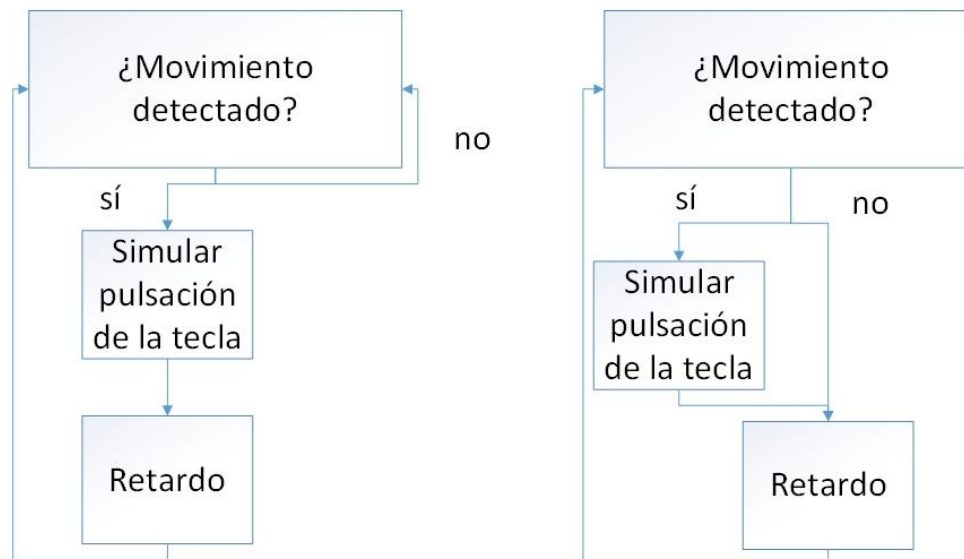 ¿Movimiento
detectado?
no
sí
Simular
pulsación
de la tecla
Retardo
¿Movimiento
detectado?
sí
no
Simular
pulsación
de la tecla
Retardo